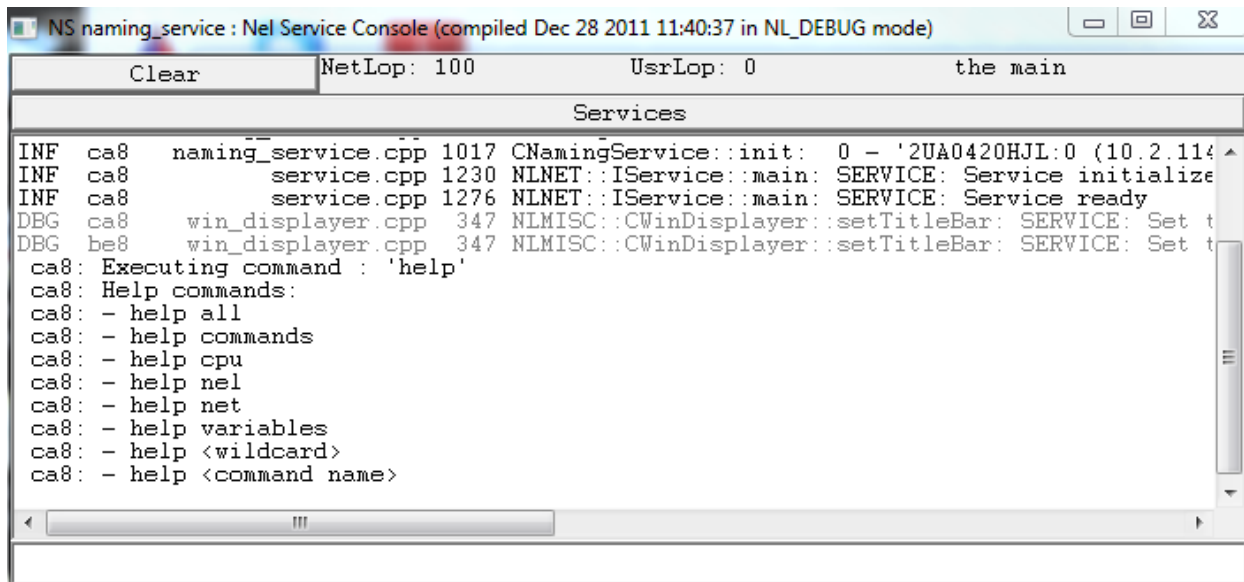 NS naming_service : Nel Service Console (compiled Dec 28 2011 11:40:37 in NL_DEBUG mode)
Clear NetLop: 100 UsrLop: 0 the main
Services
INF ca8 naming_service.cpp 1017 CNamingService::init: 0 - '2UA0420HJL:0 (10.2.114
INF ca8 service.cpp 1230 NLNET::IService::main: SERVICE: Service initialize
INF ca8 service.cpp 1276 NLNET::IService::main: SERVICE: Service ready
DBG ca8 win_displayer.cpp 347 NLMISC::CWinDisplayer::setTitleBar: SERVICE: Set t
DBG be8 win_displayer.cpp 347 NLMISC::CWinDisplayer::setTitleBar: SERVICE: Set t
ca8: Executing command : 'help'
ca8: Help commands:
ca8: - help all
ca8: - help commands
ca8: - help cpu
ca8: - help nel
ca8: - help net
ca8: - help variables
ca8: - help <wildcard>
ca8: - help <command name>